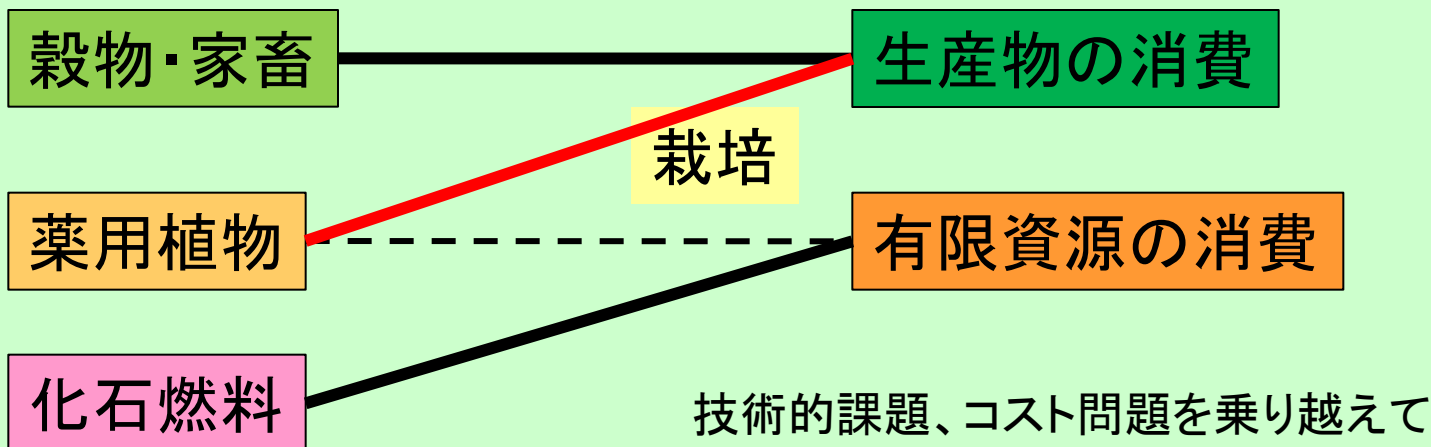 穀物・家畜
生産物の消費
栽培
薬用植物
有限資源の消費
化石燃料
技術的課題、コスト問題を乗り越えて